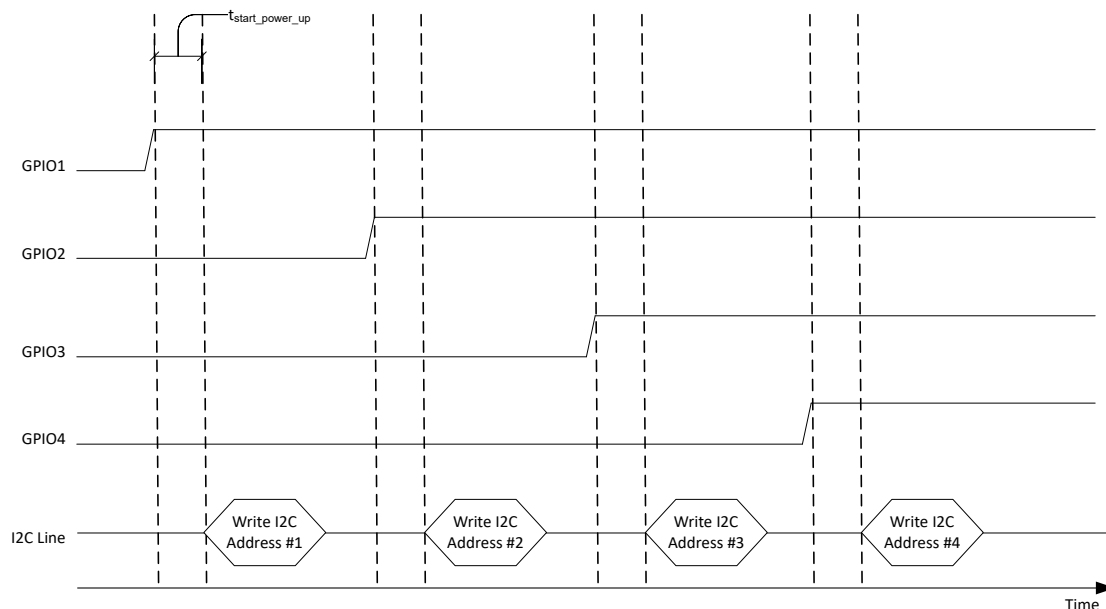 tstart_power_up
GPIO1
GPIO2
GPIO3
GPIO4
I2C Line
Write I2C
Address #1
Write I2C
Address #2
Write I2C
Address #3
Write I2C
Address #4
Time